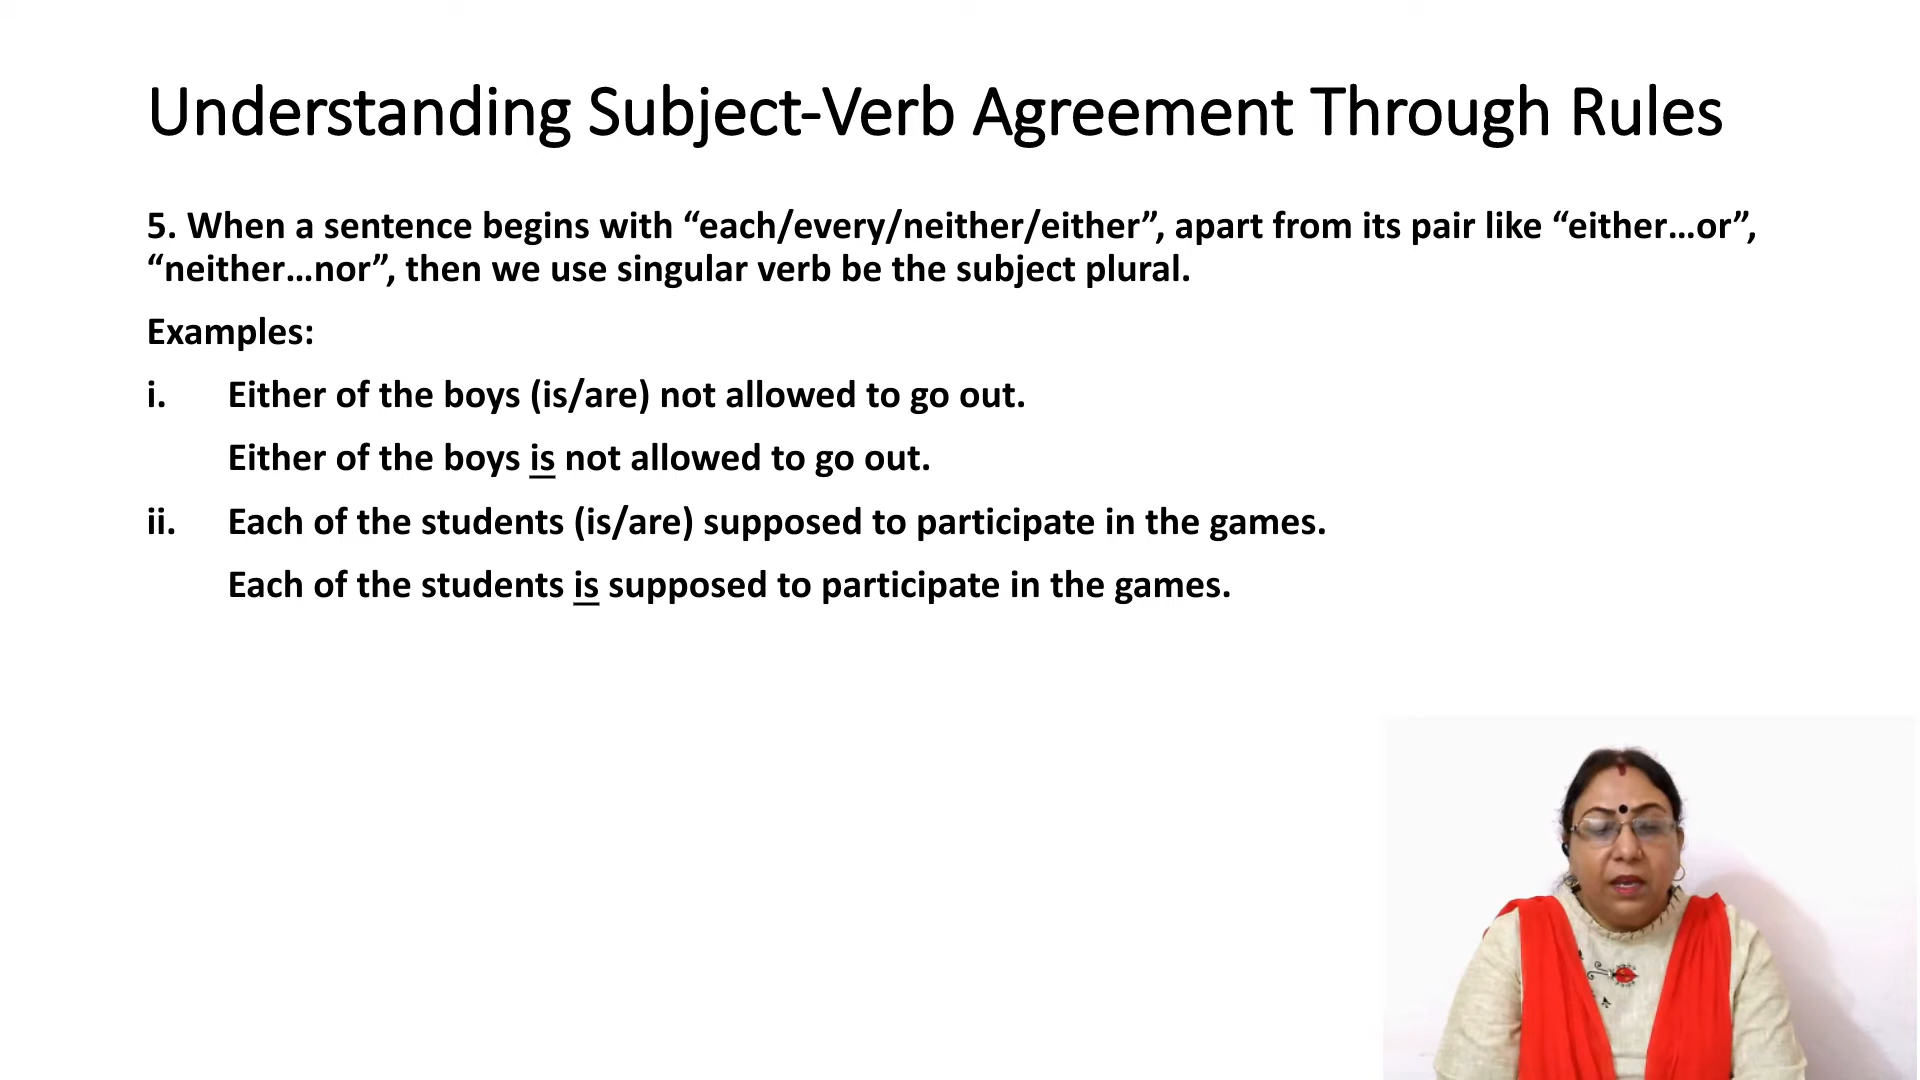 Understanding Subject-Verb Agreement Through Rules
5. When a sentence begins with “each/every/neither/either”, apart from its pair like “either…or”,
“neither…nor”, then we use singular verb be the subject plural.
Examples:
i. Either of the boys (is/are) not allowed to go out.
Either of the boys is not allowed to go out.
ii. Each of the students (is/are) supposed to participate in the games.
Each of the students is supposed to participate in the games.